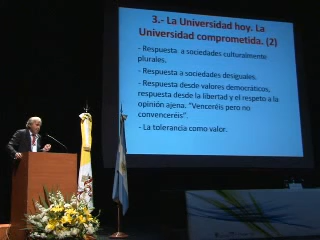 3.- La Universidad hoy. La
Universidad comprometida. (2)
- Respuesta a sociedades culturalmente
plurales.
- Respuesta a sociedades desiguales.
- Respuesta desde valores democráticos,
respuesta desde la libertad y el respeto a la
opinión ajena. "Venceréis pero no
convenceréis".
- La tolerancia como valor.